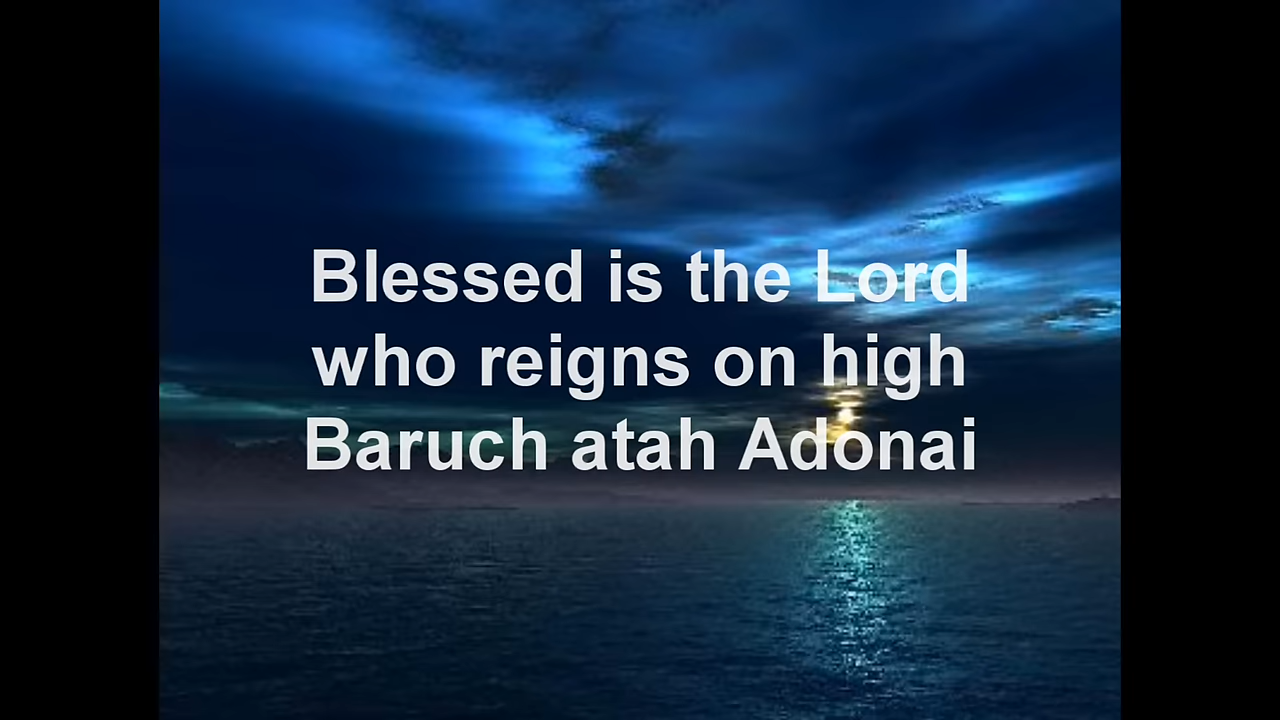 Blessed is the Lord
who reigns on high
Baruch atah Adonai